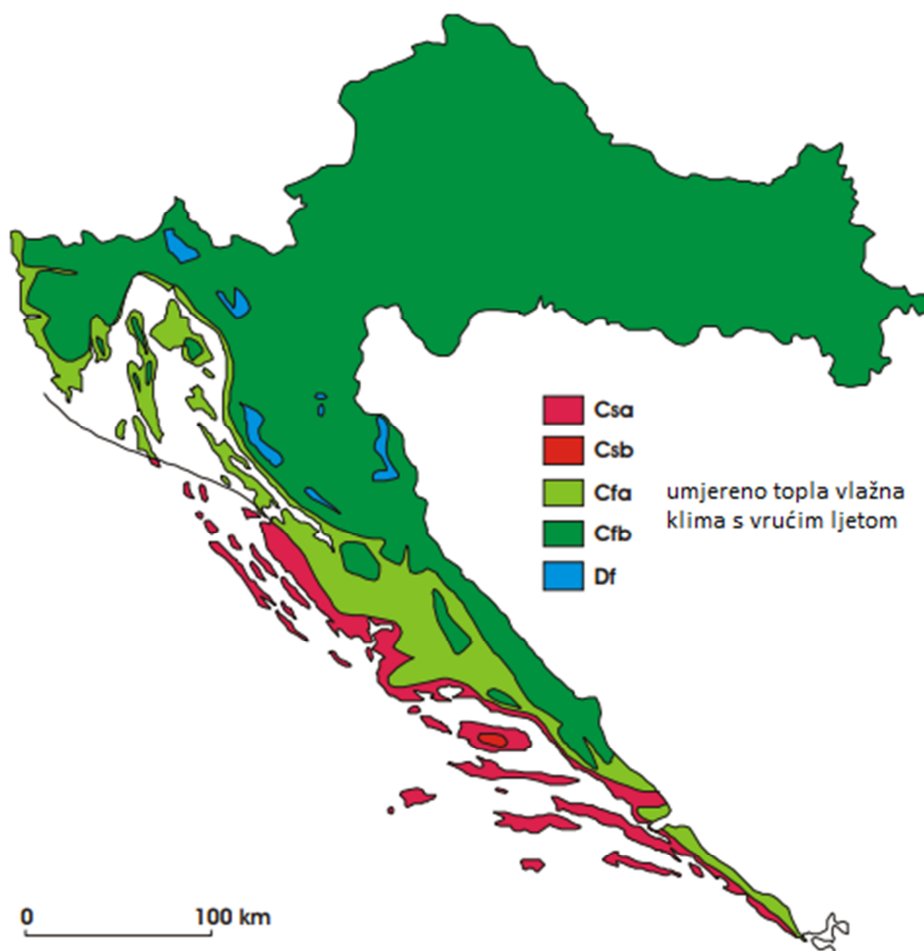 Csa
Csb
Cfa
umjereno topla vlažna
klima s vrućim ljetom
Cfb
Df
0 100 km